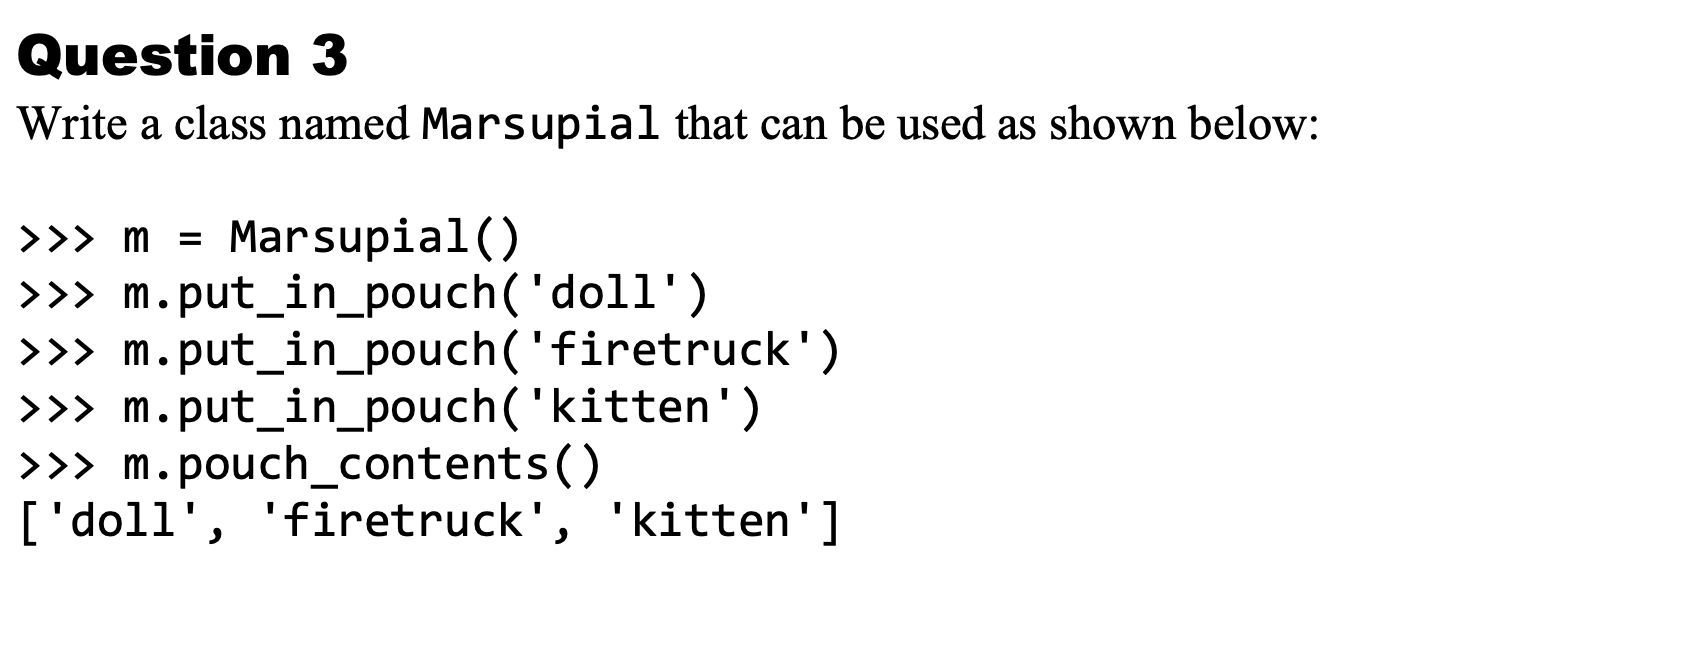 Question 3
Write a class named Marsupial that can be used as shown below:
>>> m = Marsupial()
>>> m.put_in_pouch('doll')
>>> m.put_in_pouch('firetruck')
>>> m.put_in_pouch('kitten')
>>> m.pouch_contents()
['doll', 'firetruck', 'kitten']